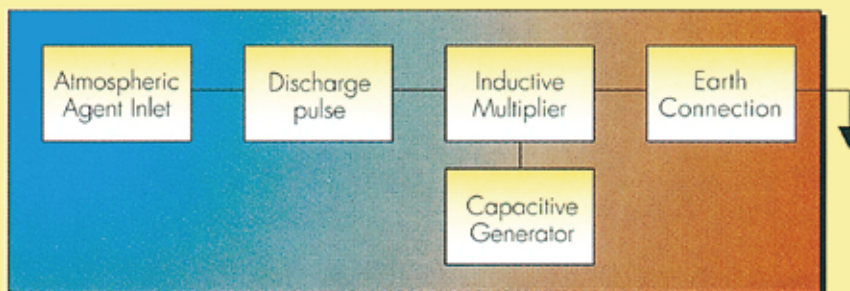 Atmospheric
Agent Inlet
Discharge
pulse
Inductive
Multiplier
Earth
Connection
Capacitive
Generator